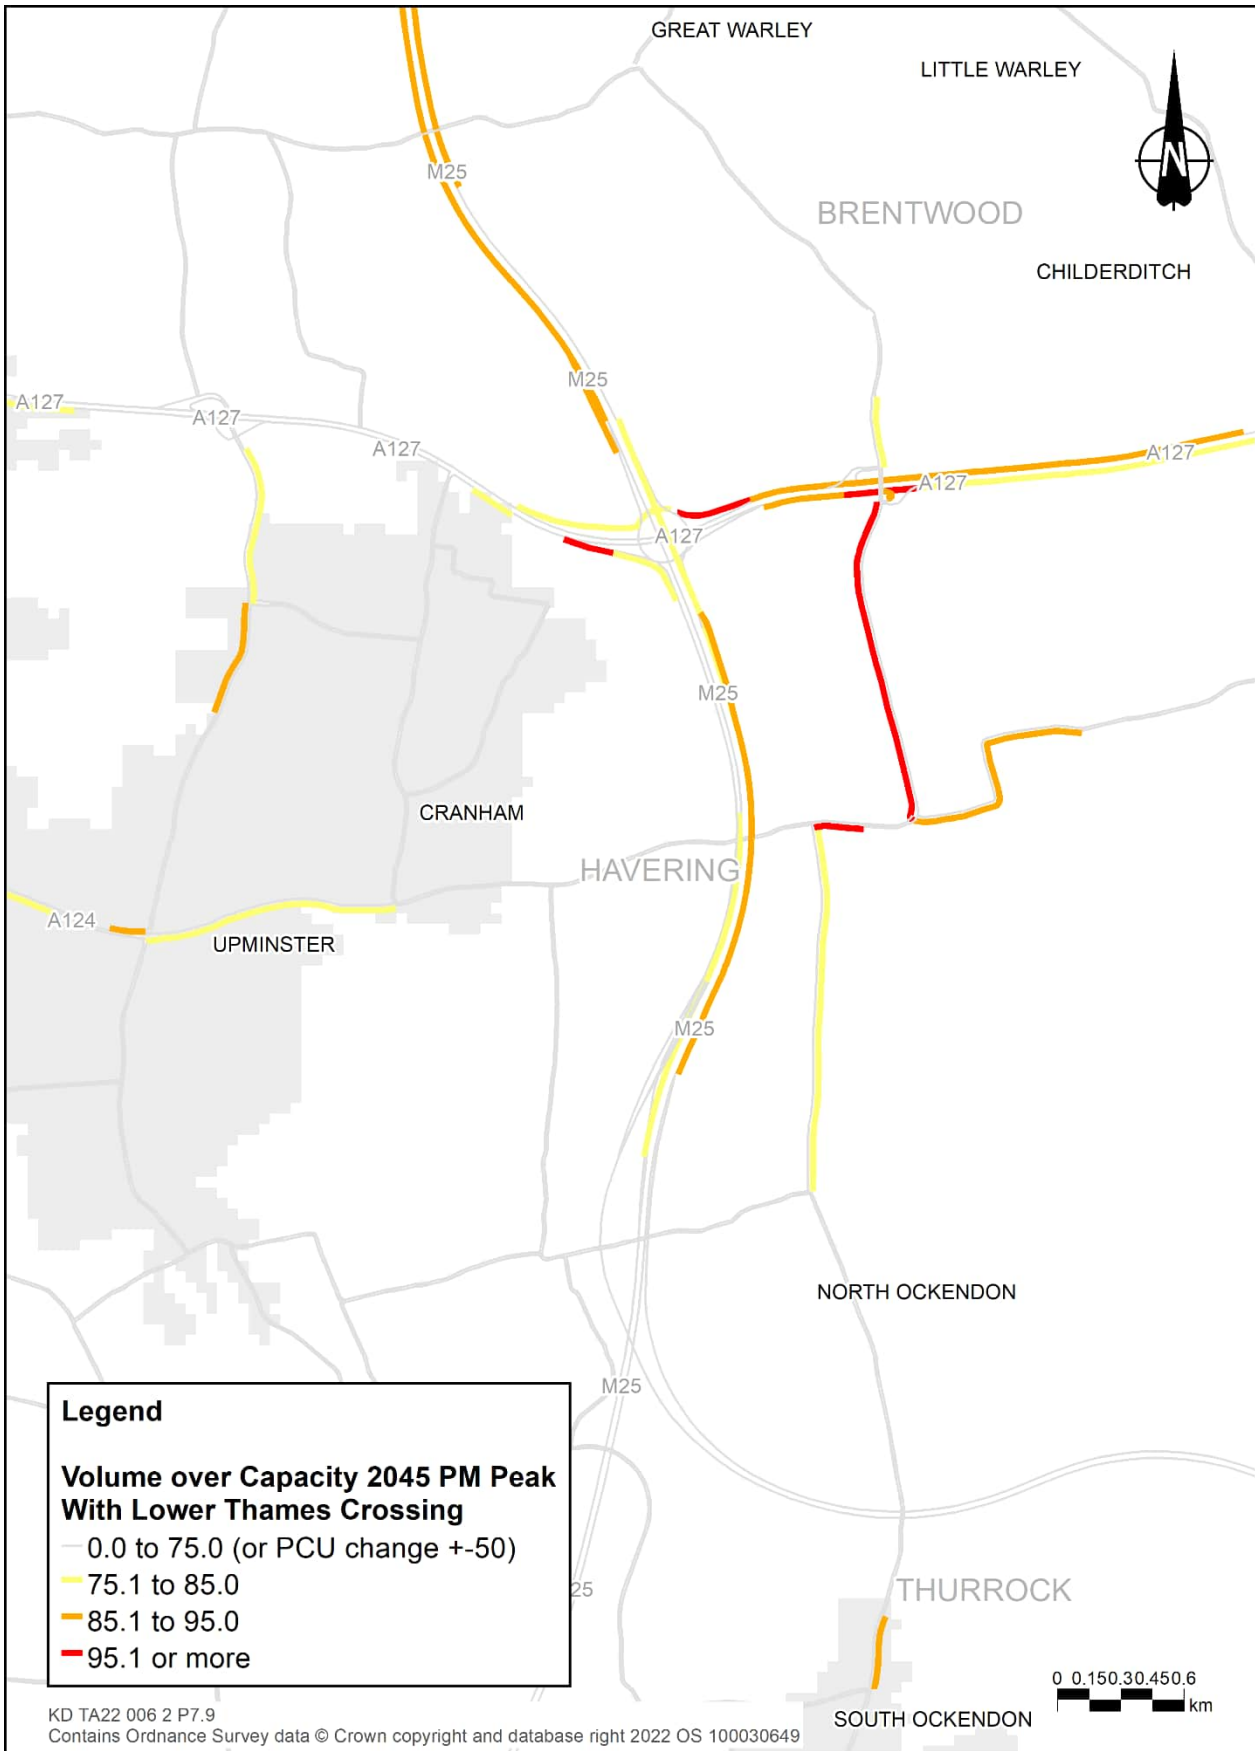 GREAT WARLEY
LITTLE WARLEY
N
M25
BRENTWOOD
CHILDERDITCH
M25
A127
A127
A127
A127
A127
A127
M25
CRANHAM
HAVERING
A124
UPMINSTER
M25
NORTH OCKENDON
M25
Legend
Volume over Capacity 2045 PM Peak
With Lower Thames Crossing
0.0 to 75.0 (or PCU change +-50)
75.1 to 85.0
85.1 to 95.0
95.1 or more
25
THURROCK
0 0.150.30.450.6
km
SOUTH OCKENDON
KD TA22 006 2 P7.9
Contains Ordnance Survey data © Crown copyright and database right 2022 OS 100030649